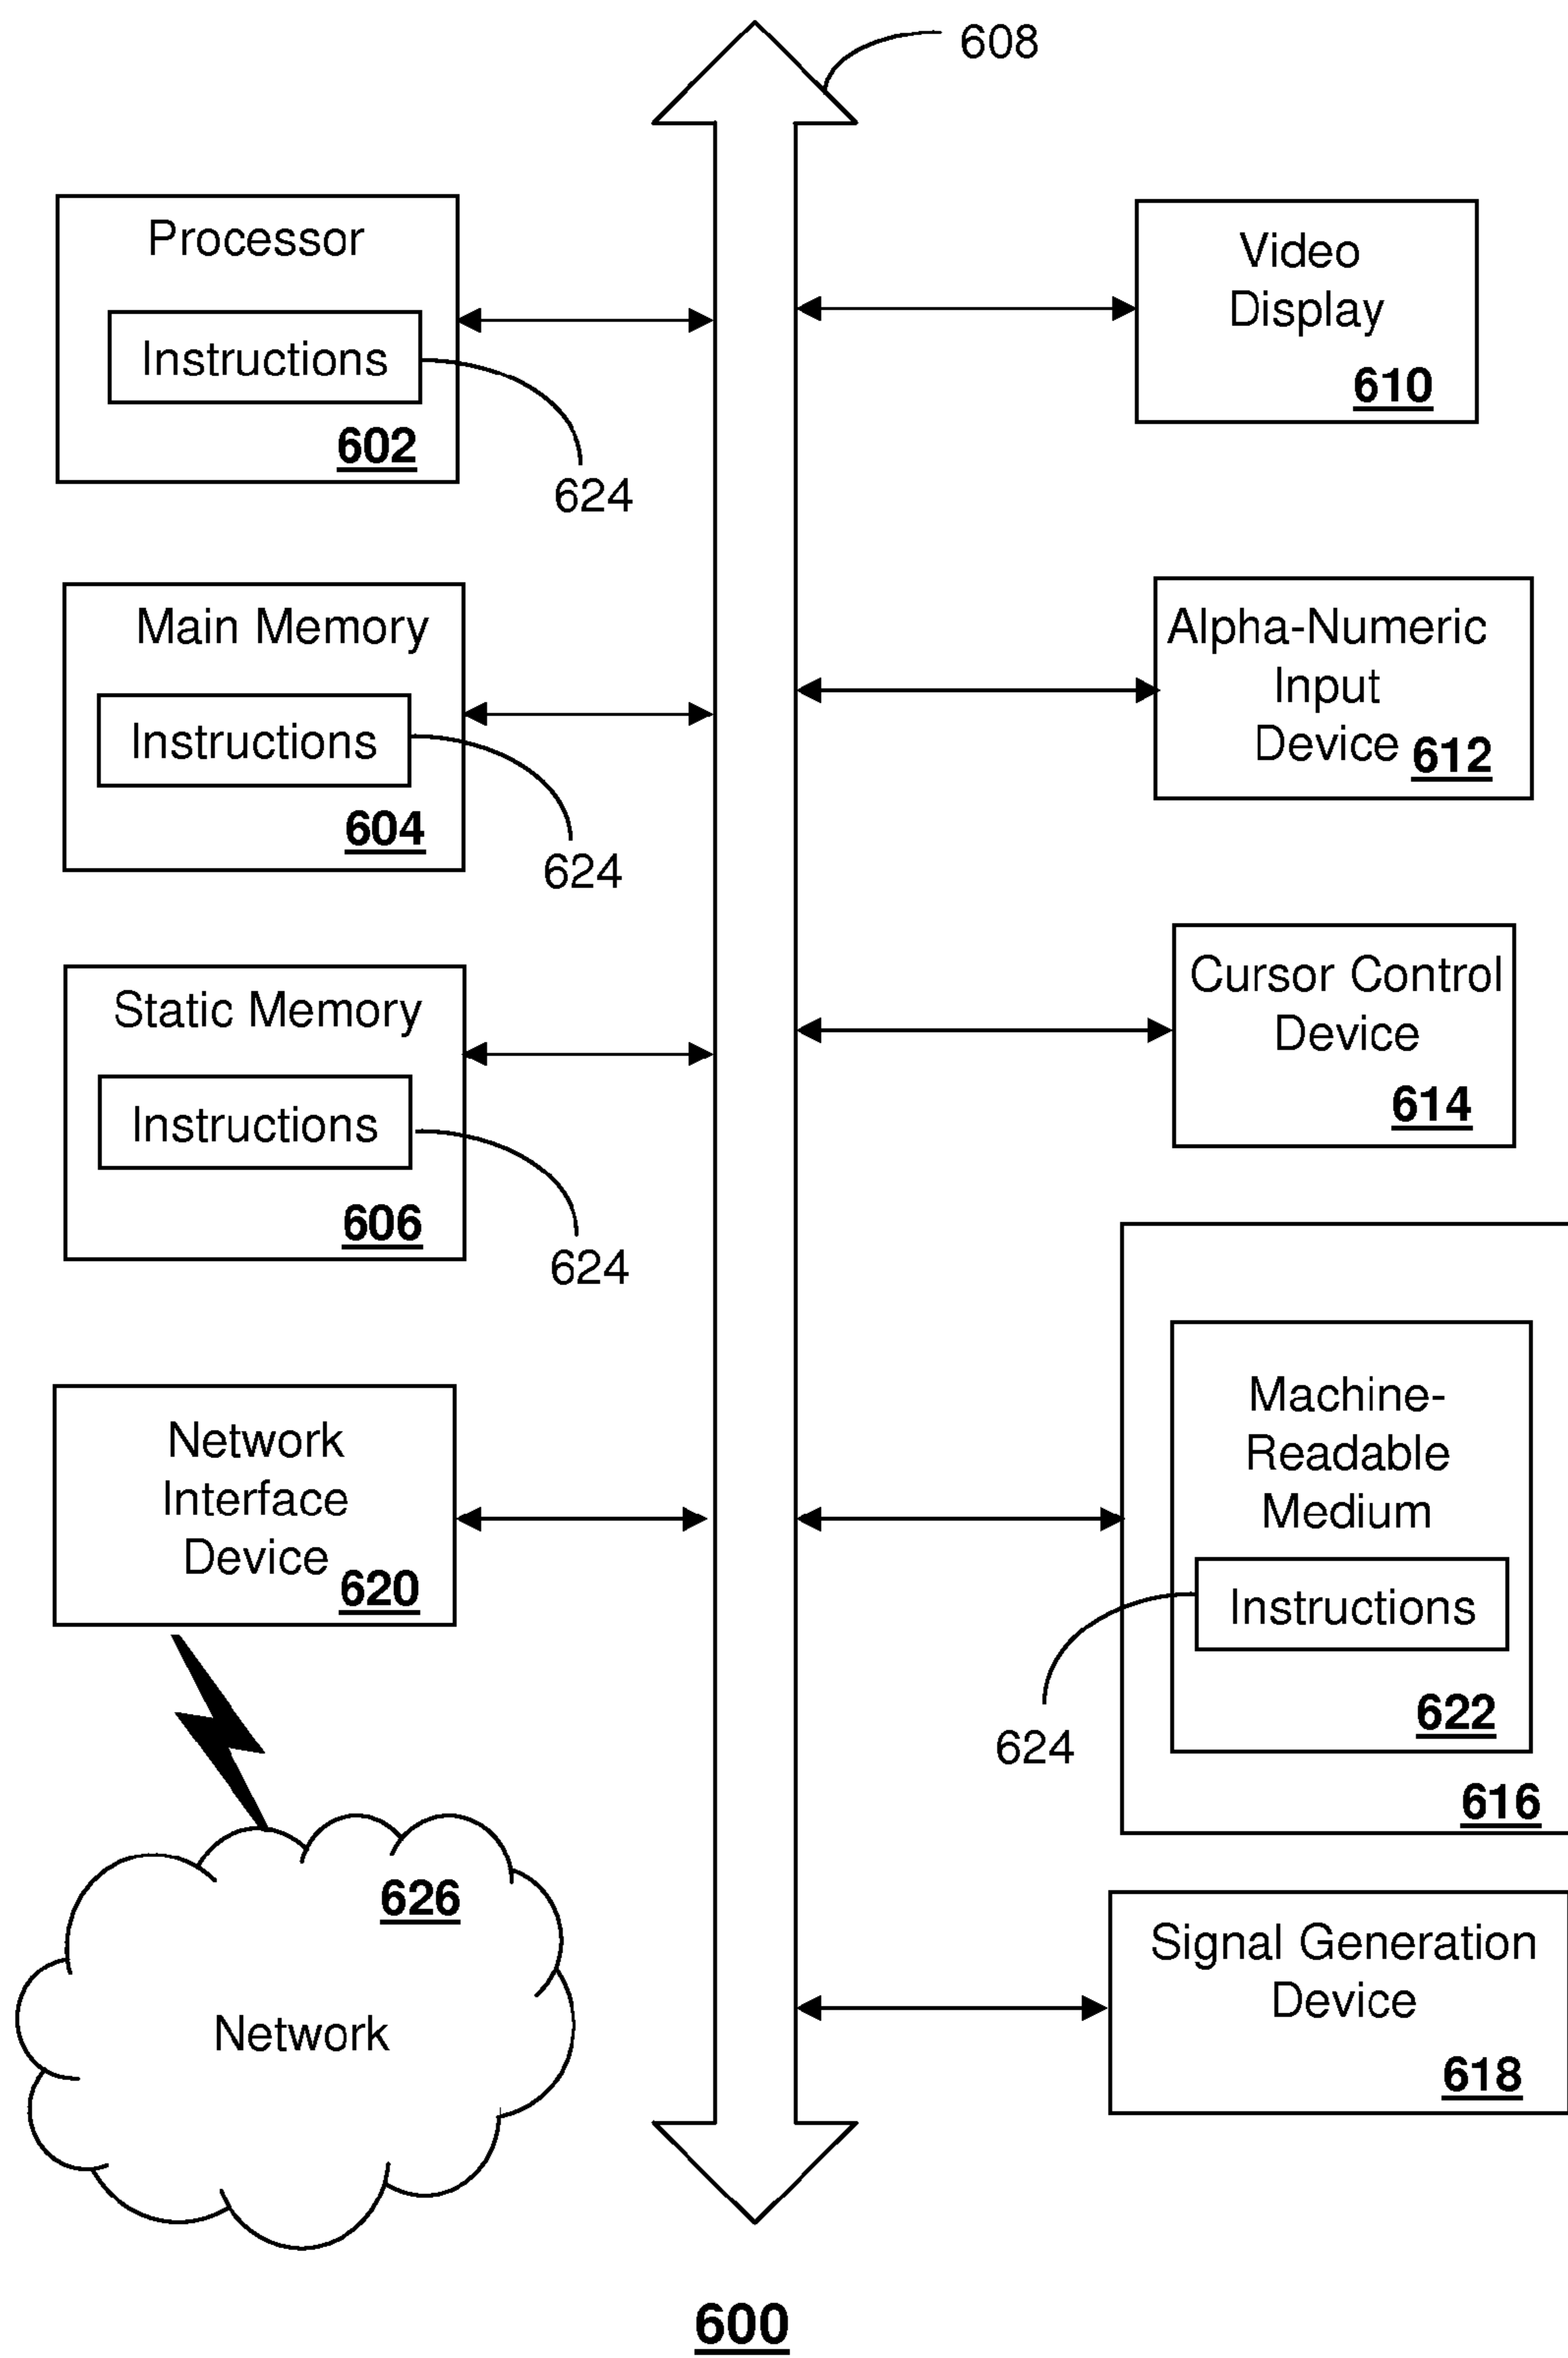 608
Processor
Instructions
602
624
Main Memory
Instructions
604
624
Static Memory
Instructions
606
624
Network
Interface
Device
620
626
Network
Video
Display
610
Alpha-Numeric
Input
Device
612
Cursor Control
Device
614
Machine-
Readable
Medium
Instructions
624
622
616
Signal Generation
Device
618
600